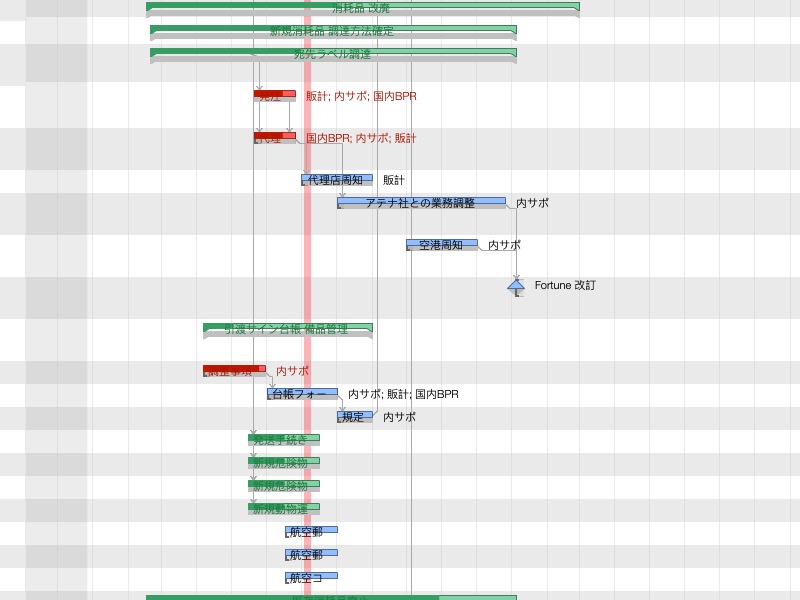 消耗品 改廃
新規消耗品 調達方法確定
宛先ラベル調達
発注 販計; 内サポ; 国内BPR
代理 国内BPR; 内サポ; 販計
代理店周知 販計
アテナ社との業務調整 内サポ
空港周知 内サポ
Fortune 改訂
引渡サイン台帳 備品管理
調整事項 内サポ
台帳フォー 内サポ; 販計; 国内BPR
規定 内サポ
発送手続き
新規危険物
新規危険物
新規動物運
航空郵
航空郵
航空コ